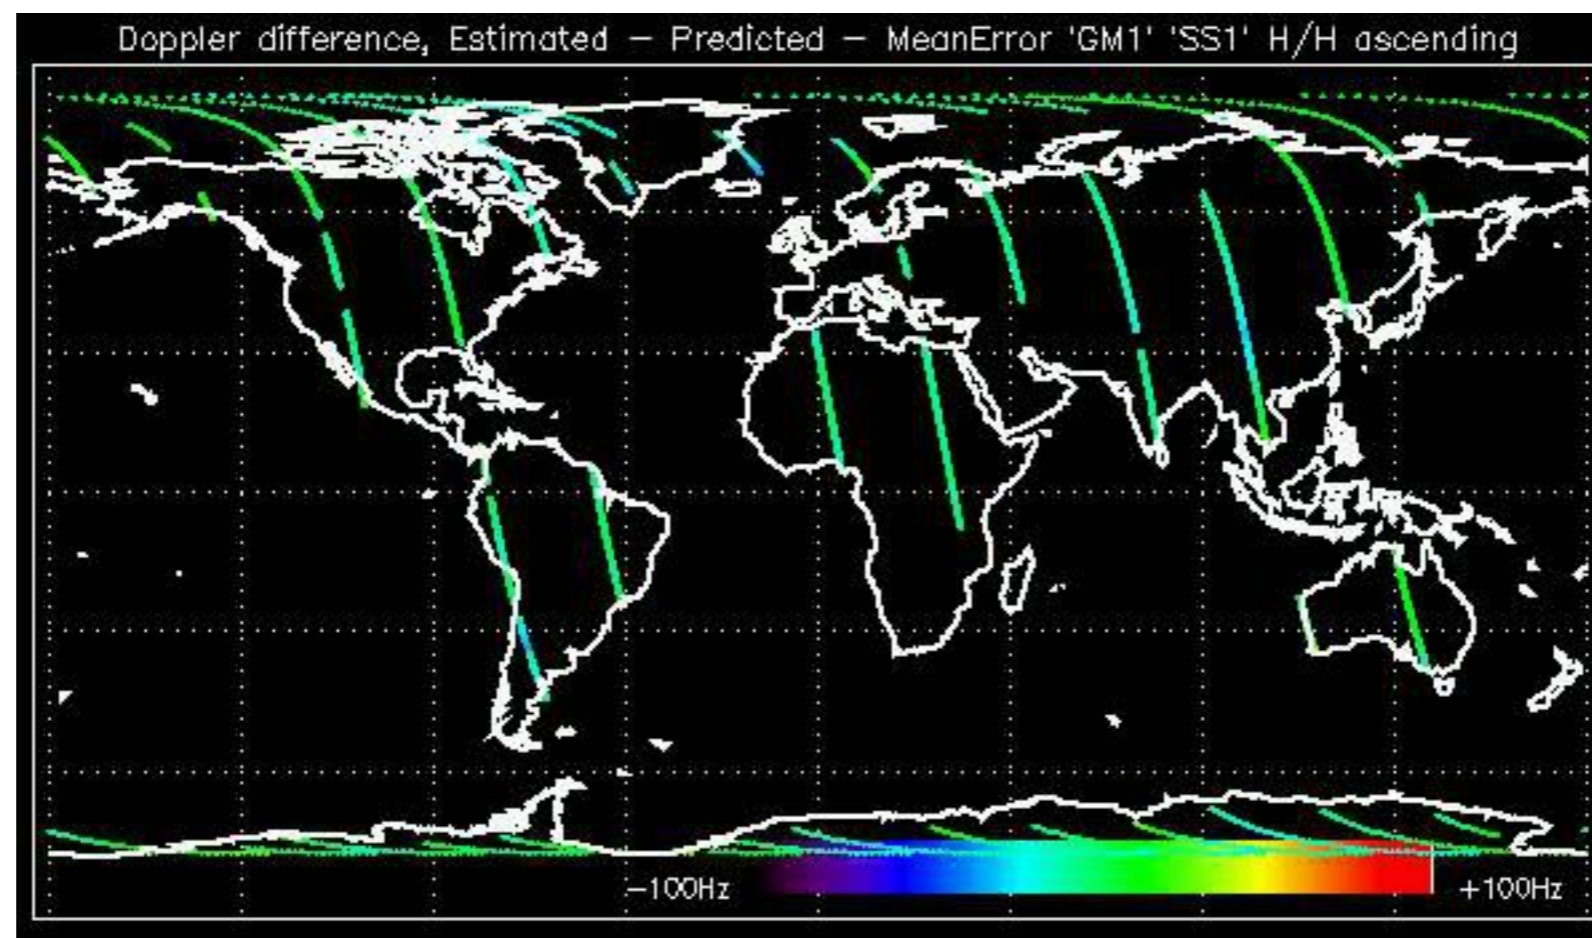 Doppler difference, Estimated – Predicted – MeanError 'GM1' 'SS1' H/H ascending
–100Hz
+100Hz